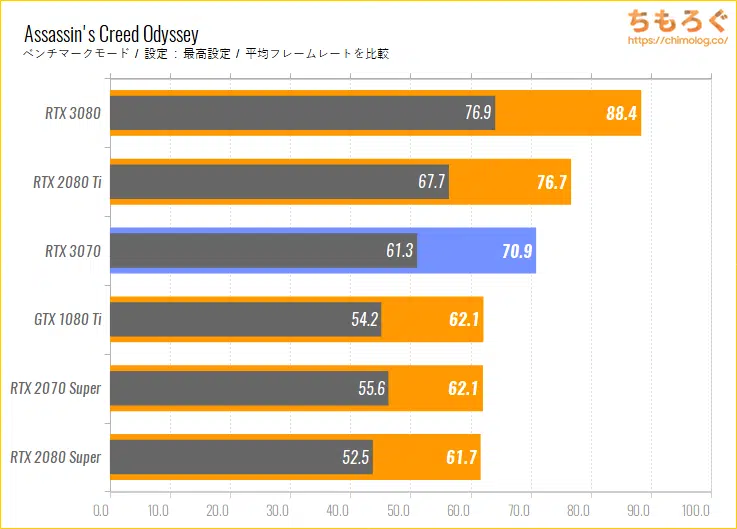 Assassin's Creed Odyssey
ちもろぐ
https://chimolog.co/
ベンチマークモード / 設定 : 最高設定 / 平均フレームレートを比較
RTX 3080 76.9 88.4
RTX 2080 Ti 67.7 76.7
RTX 3070 61.3 70.9
GTX 1080 Ti 54.2 62.1
RTX 2070 Super 55.6 62.1
RTX 2080 Super 52.5 61.7
0.0 10.0 20.0 30.0 40.0 50.0 60.0 70.0 80.0 90.0 100.0